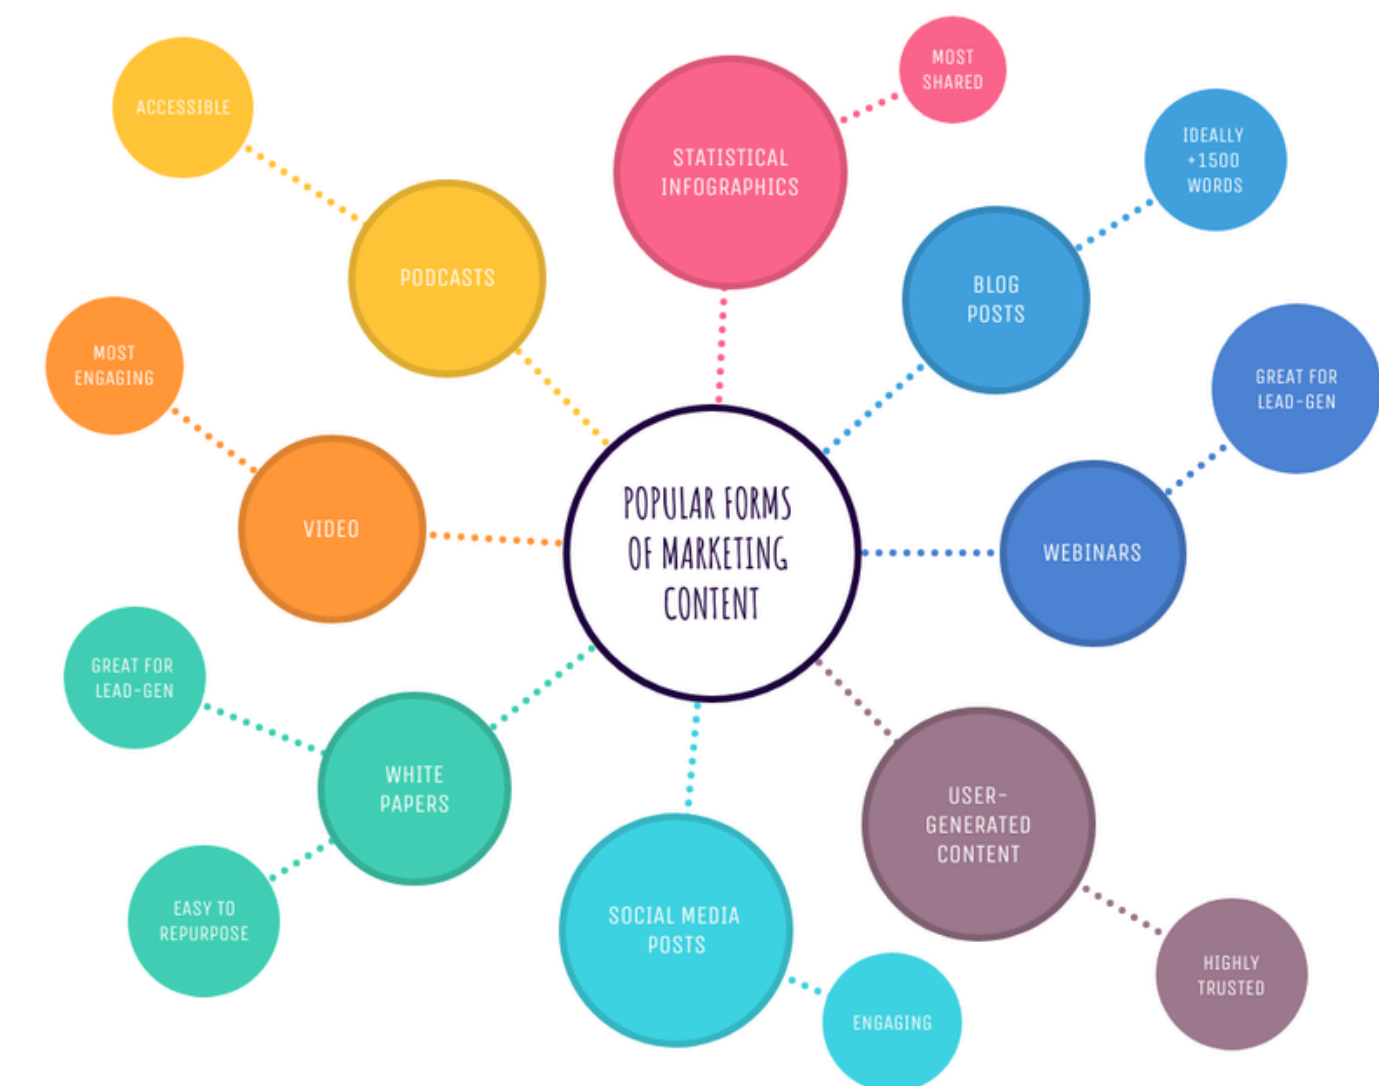 POPULAR FORMS
OF MARKETING
CONTENT
STATISTICAL
INFOGRAPHICS
MOST
SHARED
BLOG
POSTS
IDEALLY
+1500
WORDS
WEBINARS
GREAT FOR
LEAD-GEN
USER-
GENERATED
CONTENT
HIGHLY
TRUSTED
SOCIAL MEDIA
POSTS
ENGAGING
WHITE
PAPERS
EASY TO
REPURPOSE
GREAT FOR
LEAD-GEN
VIDEO
MOST
ENGAGING
PODCASTS
ACCESSIBLE